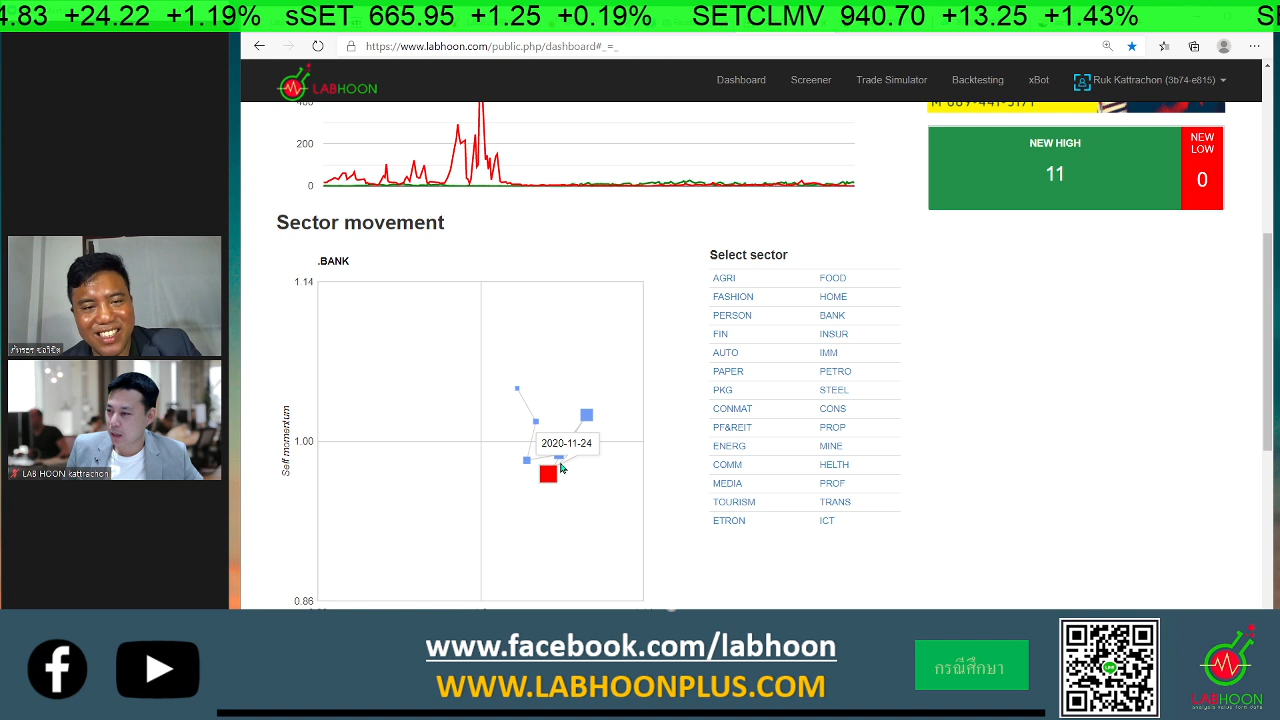 4.83 +24.22 +1.19% sSET 665.95 +1.25 +0.19% SETCLMV 940.70 +13.25 +1.43%
https://www.labhoon.com/public.php/dashboard#_=_
LABHOON
Dashboard Screener Trade Simulator Backtesting xBot Ruk Kattrachon (3b74-e815)
200
0
NEW HIGH
11
NEW LOW
0
Sector movement
.BANK
1.14
1.00
0.86
Self momentum
2020-11-24
Select sector
AGRI FOOD
FASHION HOME
PERSON BANK
FIN INSUR
AUTO IMM
PAPER PETRO
PKG STEEL
CONMAT CONS
PF&REIT PROP
ENERG MINE
COMM HELTH
MEDIA PROF
TOURISM TRANS
ETRON ICT
LAB HOON kattrachon
www.facebook.com/labhoon
WWW.LABHOONPLUS.COM
กรณีศึกษา
LINE
LABHOON